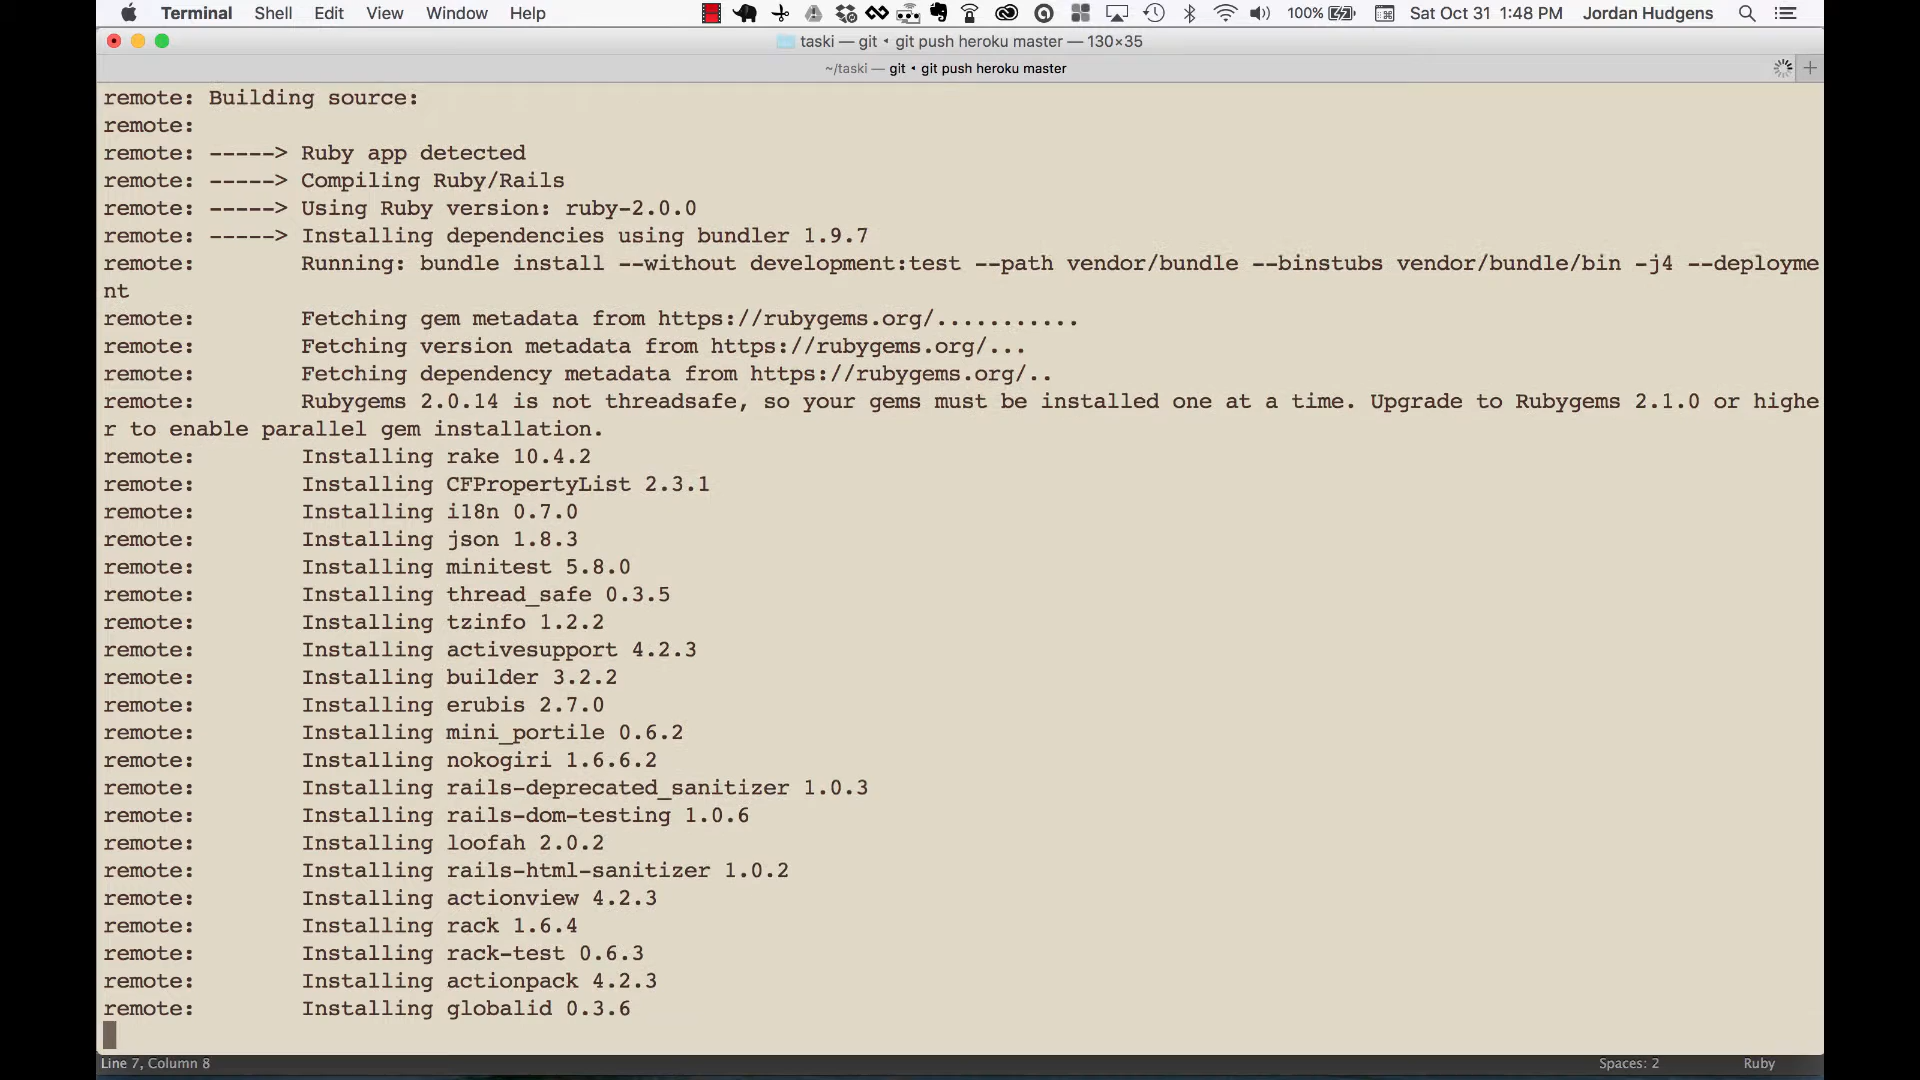 Terminal Shell Edit View Window Help 100% Sat Oct 31 1:48 PM Jordan Hudgens
taski — git • git push heroku master — 130×35
~/taski — git • git push heroku master
remote: Building source:
remote:
remote: -----> Ruby app detected
remote: -----> Compiling Ruby/Rails
remote: -----> Using Ruby version: ruby-2.0.0
remote: -----> Installing dependencies using bundler 1.9.7
remote:        Running: bundle install --without development:test --path vendor/bundle --binstubs vendor/bundle/bin -j4 --deployme
nt
remote:        Fetching gem metadata from https://rubygems.org/...........
remote:        Fetching version metadata from https://rubygems.org/...
remote:        Fetching dependency metadata from https://rubygems.org/..
remote:        Rubygems 2.0.14 is not threadsafe, so your gems must be installed one at a time. Upgrade to Rubygems 2.1.0 or highe
r to enable parallel gem installation.
remote:        Installing rake 10.4.2
remote:        Installing CFPropertyList 2.3.1
remote:        Installing i18n 0.7.0
remote:        Installing json 1.8.3
remote:        Installing minitest 5.8.0
remote:        Installing thread_safe 0.3.5
remote:        Installing tzinfo 1.2.2
remote:        Installing activesupport 4.2.3
remote:        Installing builder 3.2.2
remote:        Installing erubis 2.7.0
remote:        Installing mini_portile 0.6.2
remote:        Installing nokogiri 1.6.6.2
remote:        Installing rails-deprecated_sanitizer 1.0.3
remote:        Installing rails-dom-testing 1.0.6
remote:        Installing loofah 2.0.2
remote:        Installing rails-html-sanitizer 1.0.2
remote:        Installing actionview 4.2.3
remote:        Installing rack 1.6.4
remote:        Installing rack-test 0.6.3
remote:        Installing actionpack 4.2.3
remote:        Installing globalid 0.3.6
Line 7, Column 8 Spaces: 2 Ruby